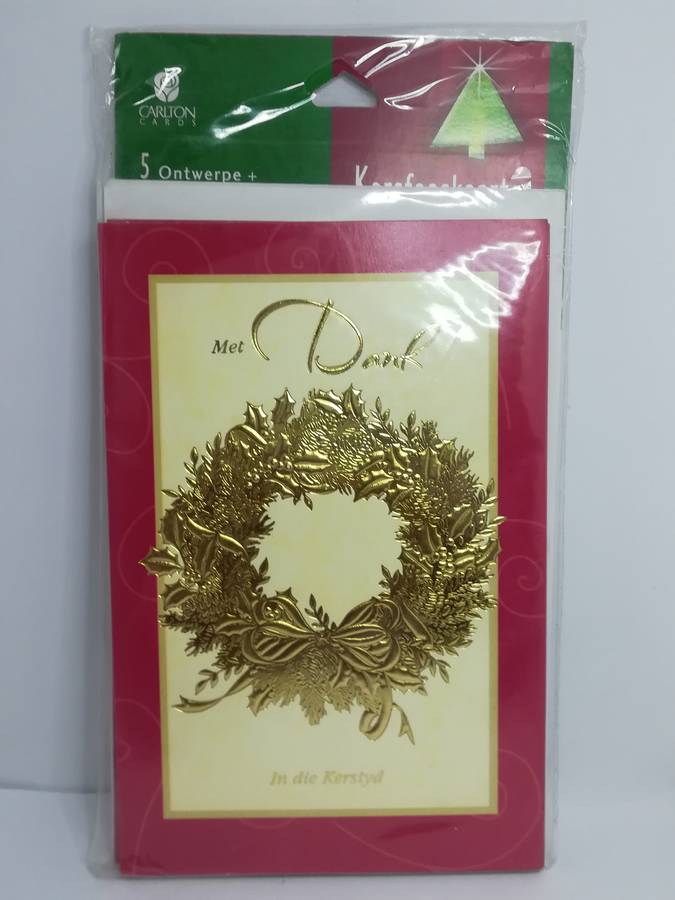 CARLTON
CARDS
5 Ontwerpe +
Met Dank
In die Kerstyd